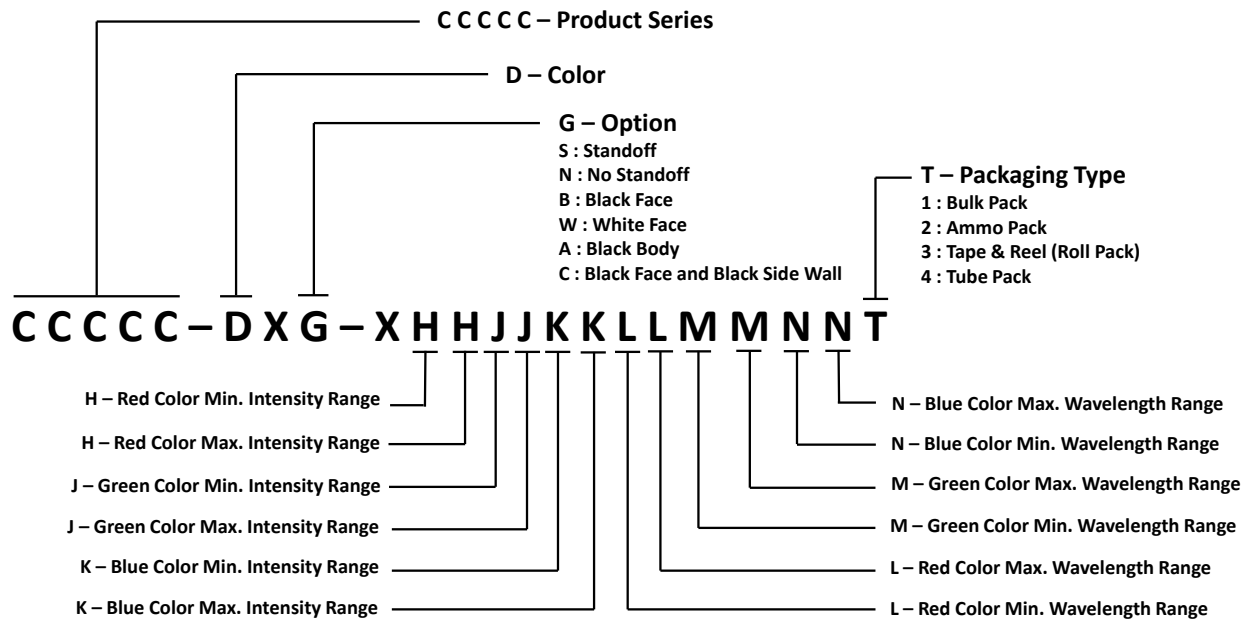 C C C C C – Product Series
D – Color
G – Option
S : Standoff
N : No Standoff
B : Black Face
W : White Face
A : Black Body
C : Black Face and Black Side Wall
T – Packaging Type
1 : Bulk Pack
2 : Ammo Pack
3 : Tape & Reel (Roll Pack)
4 : Tube Pack
C C C C C – D X G – X H H J J K K L L M M N N T
H – Red Color Min. Intensity Range
H – Red Color Max. Intensity Range
J – Green Color Min. Intensity Range
J – Green Color Max. Intensity Range
K – Blue Color Min. Intensity Range
K – Blue Color Max. Intensity Range
N – Blue Color Max. Wavelength Range
N – Blue Color Min. Wavelength Range
M – Green Color Max. Wavelength Range
M – Green Color Min. Wavelength Range
L – Red Color Max. Wavelength Range
L – Red Color Min. Wavelength Range